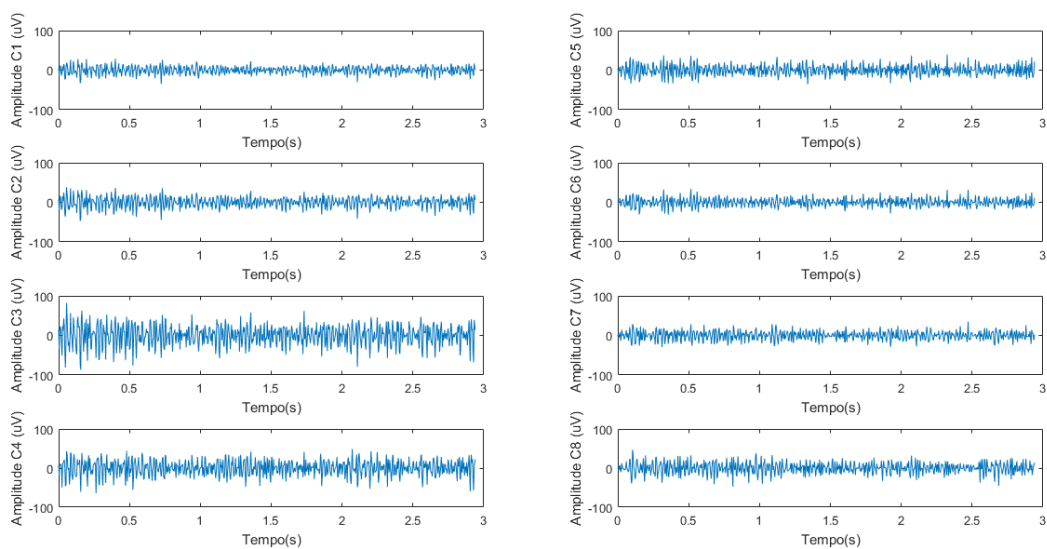 Amplitude C1 (uV)
100
0
-100
0 0.5 1 1.5 2 2.5 3
Tempo(s)
Amplitude C2 (uV)
100
0
-100
0 0.5 1 1.5 2 2.5 3
Tempo(s)
Amplitude C3 (uV)
100
0
-100
0 0.5 1 1.5 2 2.5 3
Tempo(s)
Amplitude C4 (uV)
100
0
-100
0 0.5 1 1.5 2 2.5 3
Tempo(s)
Amplitude C5 (uV)
100
0
-100
0 0.5 1 1.5 2 2.5 3
Tempo(s)
Amplitude C6 (uV)
100
0
-100
0 0.5 1 1.5 2 2.5 3
Tempo(s)
Amplitude C7 (uV)
100
0
-100
0 0.5 1 1.5 2 2.5 3
Tempo(s)
Amplitude C8 (uV)
100
0
-100
0 0.5 1 1.5 2 2.5 3
Tempo(s)